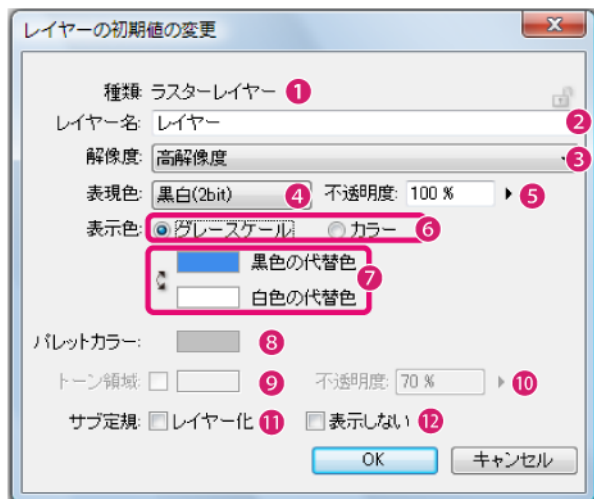 レイヤーの初期値の変更
種類: ラスターレイヤー 1
レイヤー名: レイヤー 2
解像度: 高解像度 3
表現色: 黒白(2bit) 4 不透明度: 100 % 5
表示色: グレースケール カラー 6
黒色の代替色 7
白色の代替色
パレットカラー: 8
トーン領域: 9 不透明度: 70 % 10
サブ定規: レイヤー化 11 表示しない 12
OK キャンセル